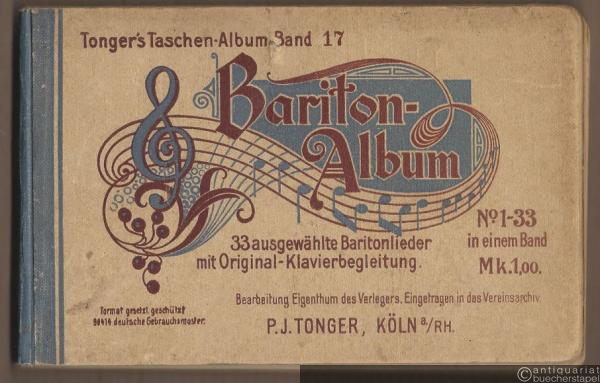 Tonger's Taschen-Album Band 17
Bariton-
Album
33 ausgewählte Baritonlieder
mit Original-Klavierbegleitung.
No 1-33
in einem Band
Mk.1,00.
Bearbeitung Eigenthum des Verlegers. Eingetragen in das Vereinsarchiv.
Format gesetzl. geschützt
deutsche Gebrauchsmuster.
P.J. TONGER, KÖLN a/RH.
antiquariat
buecherstapel